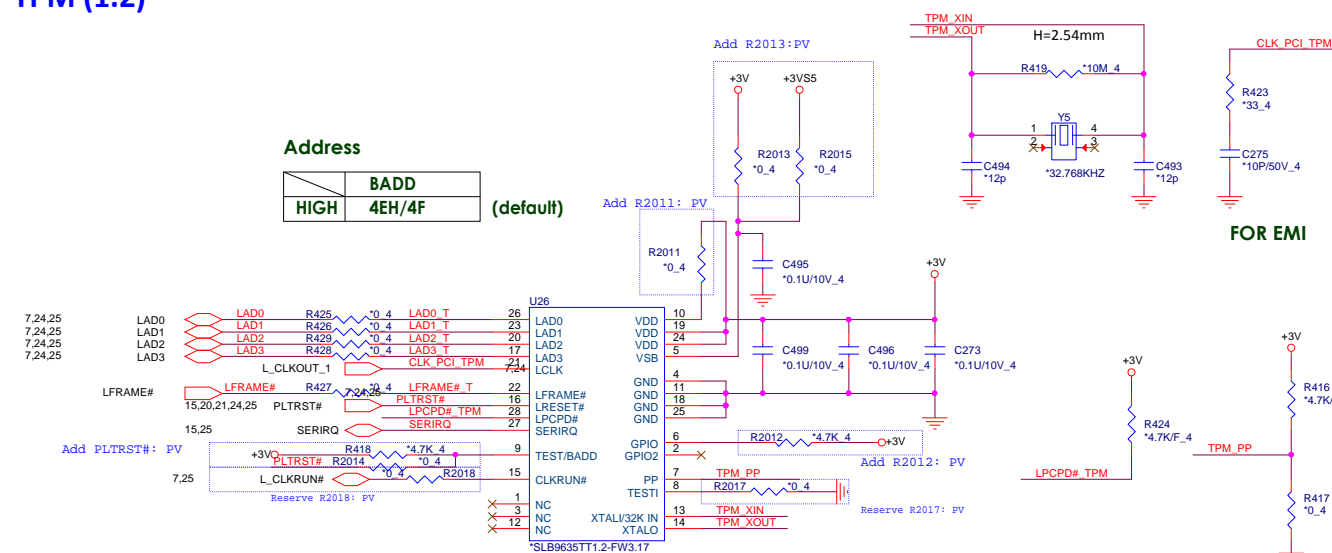 TPM (1.2)
TPM_XIN
TPM_XOUT
H=2.54mm
CLK_PCI_TPM
Add R2013:PV
R419
*10M_4
+3V
+3VS5
R423
*33_4
Y5
1
4
2
3
Address
R2013
*0_4
R2015
*0_4
C494
*12p
*32.768KHZ
C493
*12p
C275
*10P/50V_4
BADD
HIGH
4EH/4F
(default)
Add R2011: PV
FOR EMI
R2011
*0_4
C495
*0.1U/10V_4
+3V
U26
7,24,25
LAD0
LAD0
R425
*0_4
LAD0_T
26
LAD0
VDD
10
7,24,25
LAD1
LAD1
R426
*0_4
LAD1_T
23
LAD1
VDD
19
7,24,25
LAD2
LAD2
R429
*0_4
LAD2_T
20
LAD2
VDD
24
7,24,25
LAD3
LAD3
R428
*0_4
LAD3_T
17
LAD3
VSB
5
C499
*0.1U/10V_4
C496
*0.1U/10V_4
C273
*0.1U/10V_4
L_CLKOUT_1
CLK_PCI_TPM
21
7,24
LCLK
GND
4
LFRAME#
LFRAME#
R427
*0_4
7,24,25
LFRAME#_T
22
LFRAME#
GND
11
15,20,21,24,25
PLTRST#
PLTRST#
16
LRESET#
GND
18
LPCPD#_TPM
28
LPCPD#
GND
25
15,25
SERIRQ
SERIRQ
27
SERIRQ
+3V
+3V
R416
*4.7K/
R424
*4.7K/F_4
GPIO
6
R2012
*4.7K_4
+3V
Add PLTRST#: PV
+3V
R418
*4.7K_4
9
TEST/BADD
GPIO2
2
Add R2012: PV
TPM_PP
PLTRST#
R2014
*0_4
7,25
L_CLKRUN#
*0_4
R2018
15
CLKRUN#
PP
7
TPM_PP
LPCPD#_TPM
Reserve R2018: PV
TESTI
8
R2017
*0_4
Reserve R2017: PV
R417
*0_4
1
NC
3
NC
XTALI/32K IN
13
TPM_XIN
12
NC
XTALO
14
TPM_XOUT
*SLB9635TT1.2-FW3.17